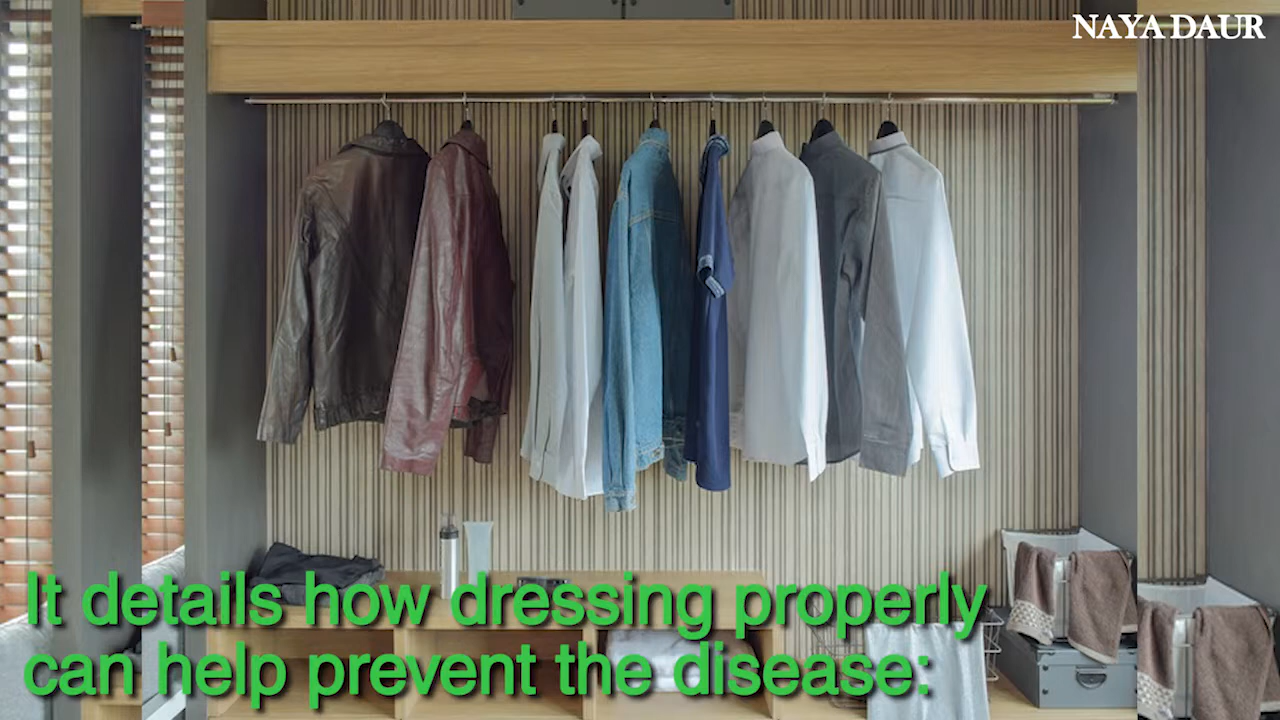 NAYA DAUR
It details how dressing properly
can help prevent the disease: